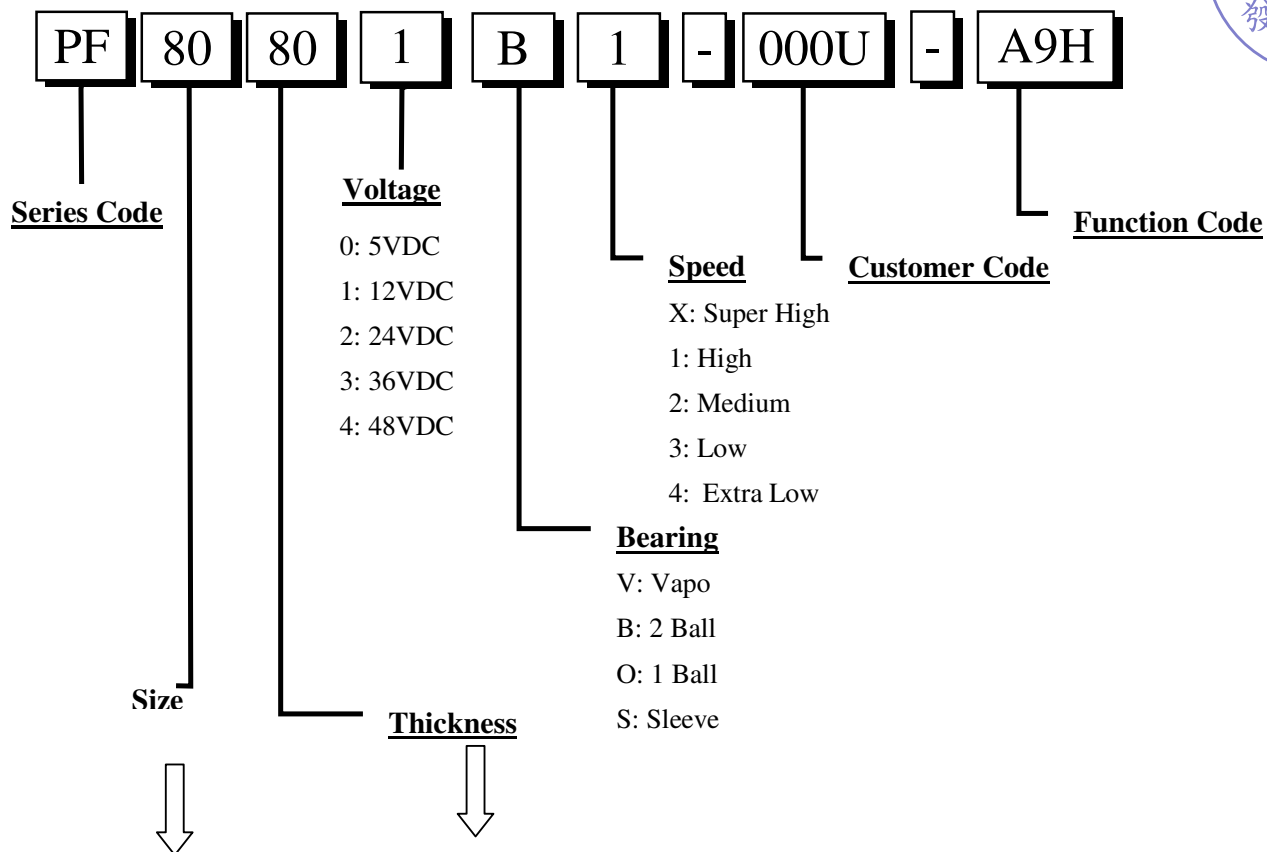 PF 80 80 1 B 1 - 000U - A9H
Series Code
Voltage
0: 5VDC
1: 12VDC
2: 24VDC
3: 36VDC
4: 48VDC
Function Code
Speed
X: Super High
1: High
2: Medium
3: Low
4: Extra Low
Customer Code
Bearing
V: Vapo
B: 2 Ball
O: 1 Ball
S: Sleeve
Size
Thickness